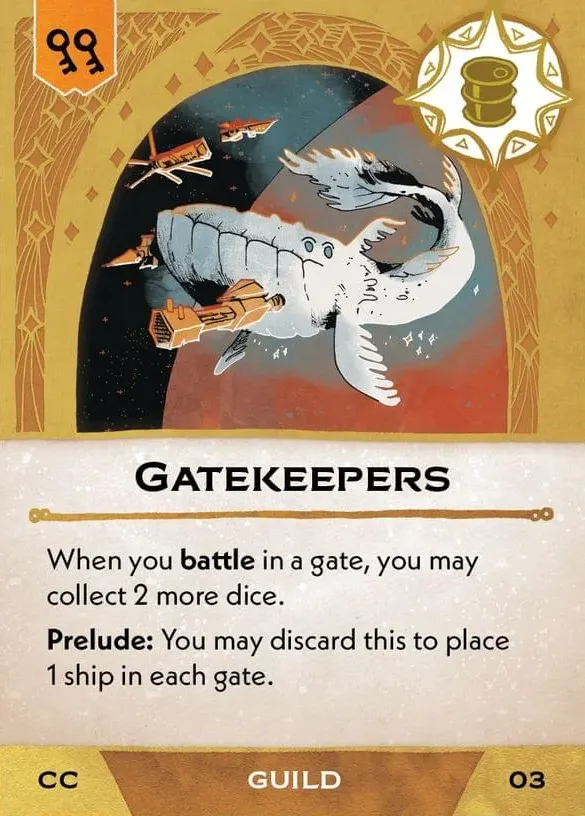 GATEKEEPERS
When you battle in a gate, you may
collect 2 more dice.
Prelude: You may discard this to place
1 ship in each gate.
CC
GUILD
03